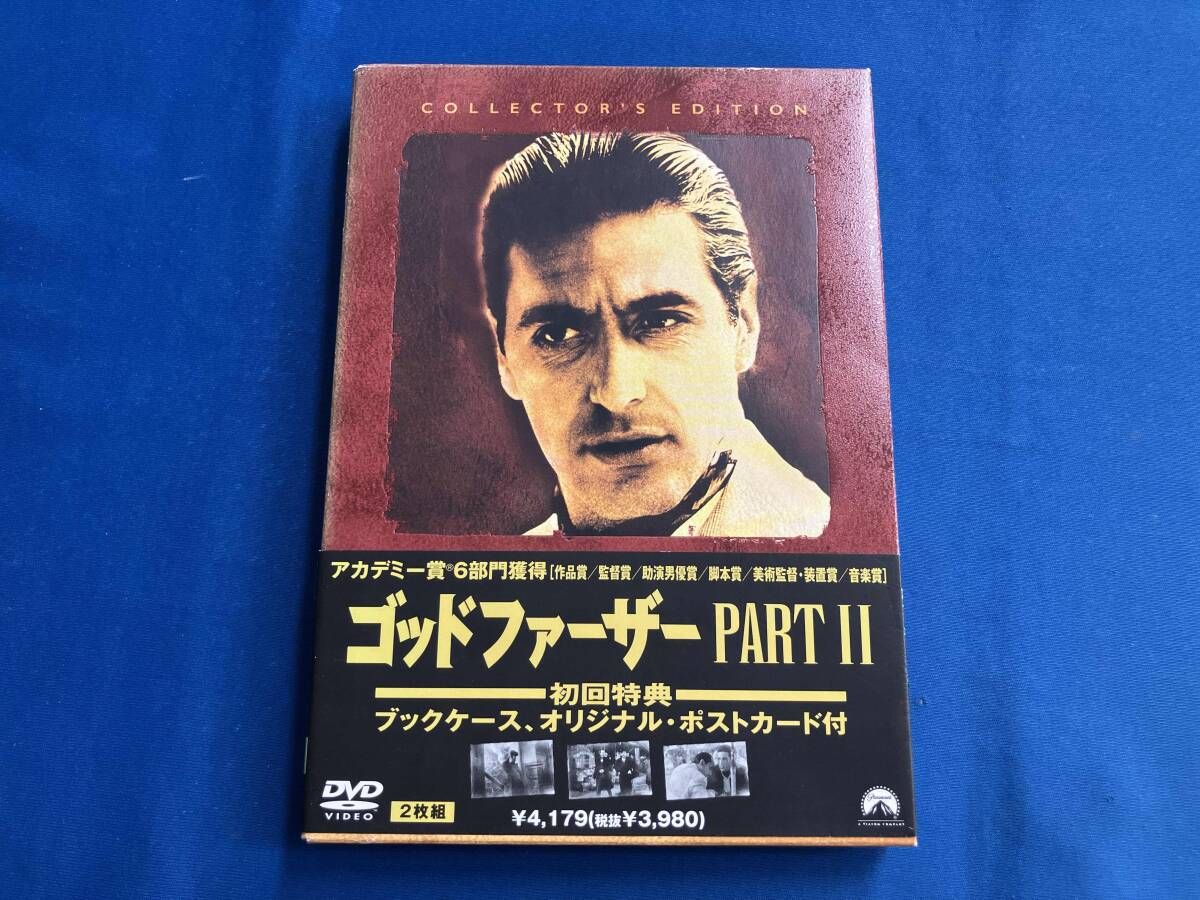 COLLECTOR'S EDITION
アカデミー賞®6部門獲得[作品賞/監督賞/助演男優賞/脚本賞/美術監督・装置賞/音楽賞]
ゴッドファーザー PART II
初回特典
ブックケース、オリジナル・ポストカード付
DVD
VIDEO
2枚組
¥4,179(税抜¥3,980)
Paramount
A VIACOM COMPANY